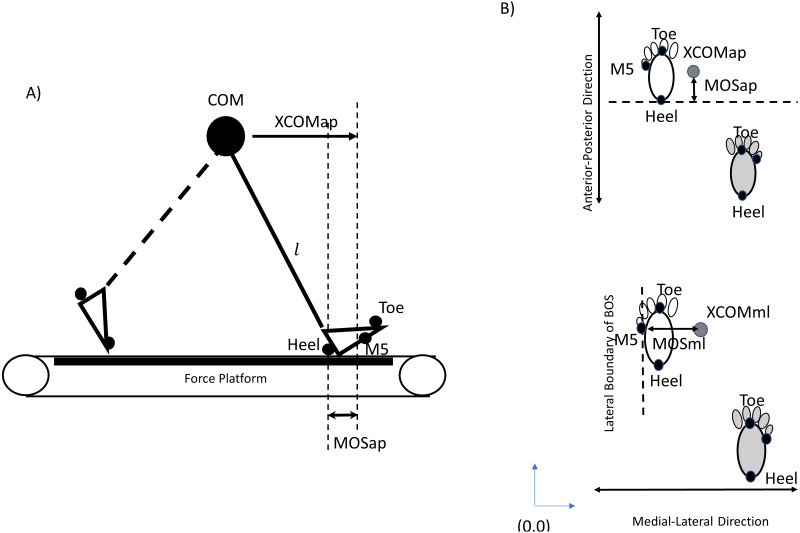 A)
COM
XCOMap
l
Toe
Heel
M5
Force Platform
MOSap
B)
Anterior-Posterior Direction
Toe
XCOMap
M5
MOSap
Heel
Toe
Heel
Lateral Boundary of BOS
Toe
XCOMml
M5
MOSml
Heel
Toe
Heel
(0.0)
Medial-Lateral Direction